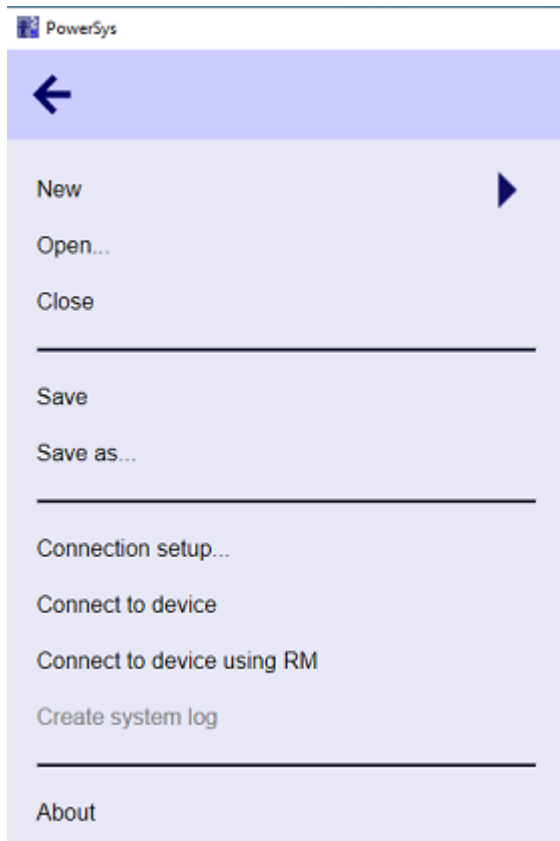 PowerSys
New
Open...
Close
Save
Save as...
Connection setup...
Connect to device
Connect to device using RM
Create system log
About